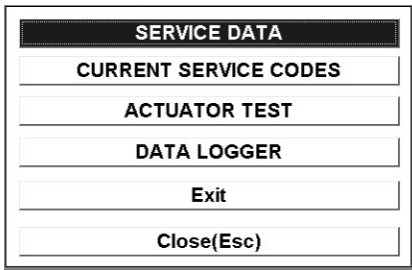 SERVICE DATA
CURRENT SERVICE CODES
ACTUATOR TEST
DATA LOGGER
Exit
Close(Esc)